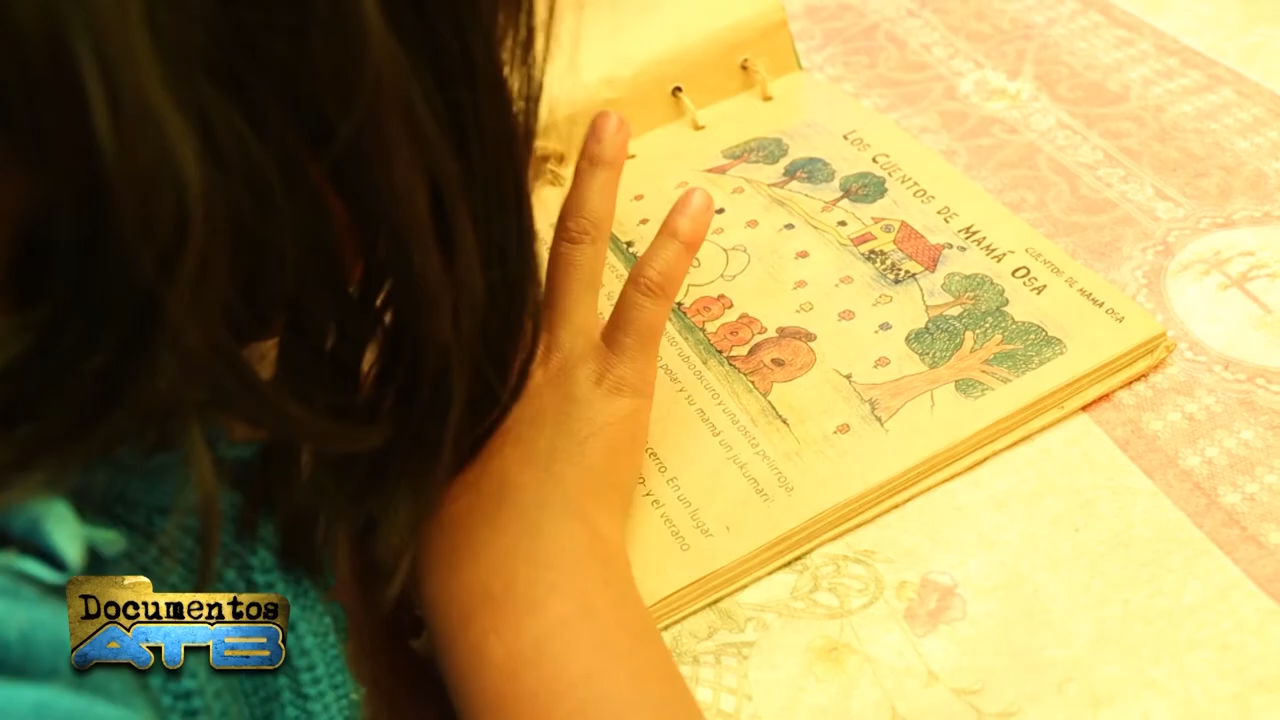 LOS CUENTOS DE MAMÁ OSA
CUENTOS DE MAMA OSA
rubio oscuro y una osita pelirroja,
polar y su mamá un jukumari.
cerro. En un lugar
y el verano
Documentos
ATB